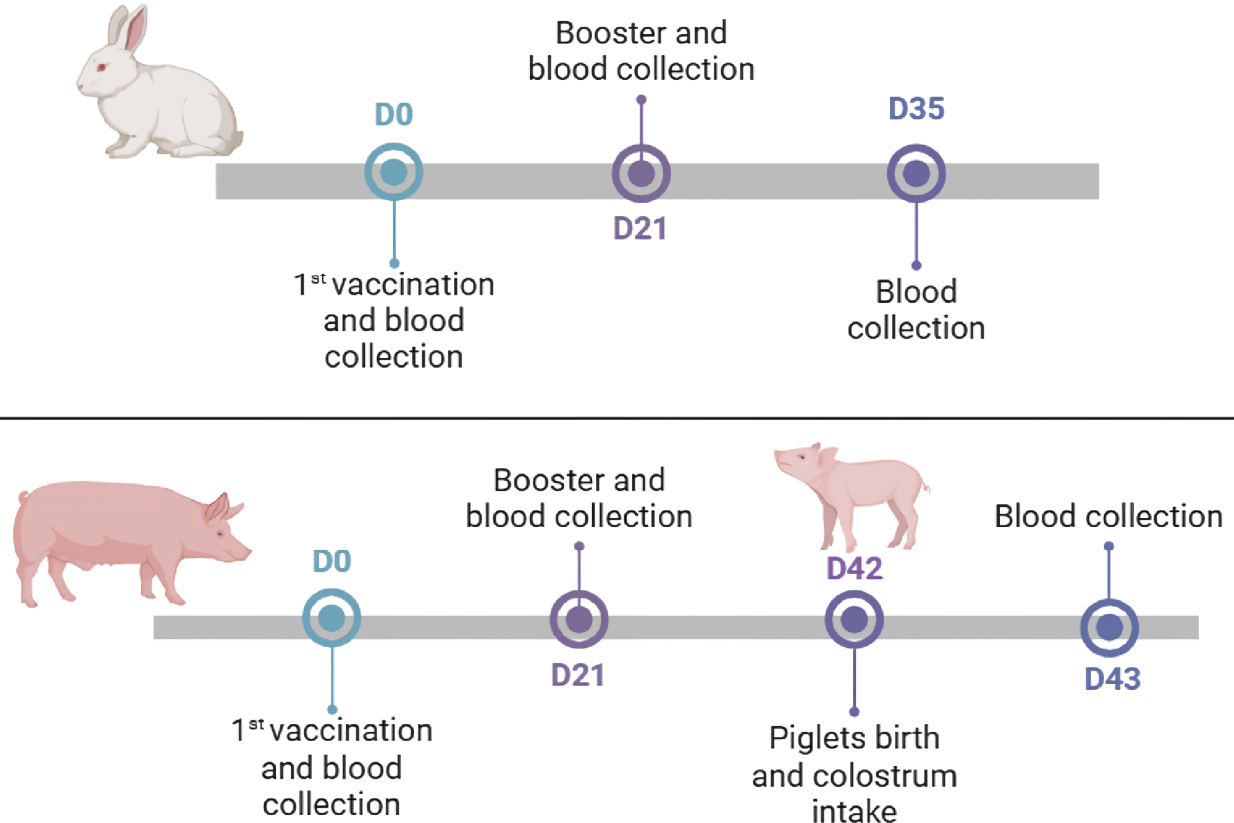 Booster and
blood collection
D0
D35
D21
1st vaccination
and blood
collection
Blood
collection
Booster and
blood collection
Blood collection
D0
D42
D21
D43
1st vaccination
and blood
collection
Piglets birth
and colostrum
intake